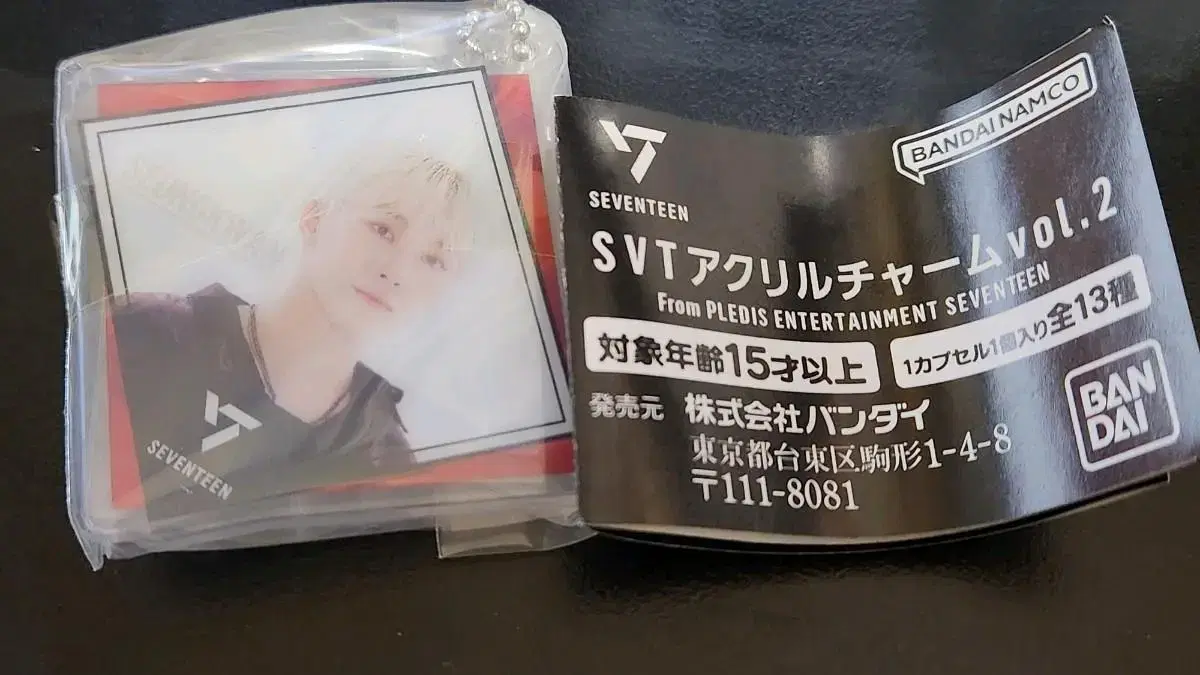 SEVENTEEN
SEVENTEEN
BANDAI NAMCO
SVTアクリルチャームvol.2
From PLEDIS ENTERTAINMENT SEVENTEEN
対象年齢15才以上
1カプセル1個入り全13種
発売元 株式会社バンダイ
東京都台東区駒形1-4-8
〒111-8081
BAN
DAI